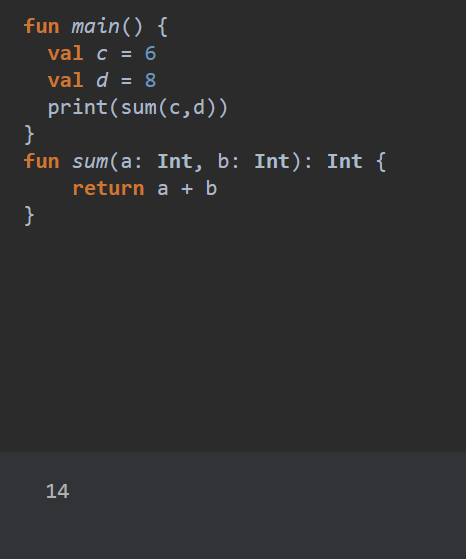 fun main() {
  val c = 6
  val d = 8
  print(sum(c,d))
}
fun sum(a: Int, b: Int): Int {
    return a + b
}
14